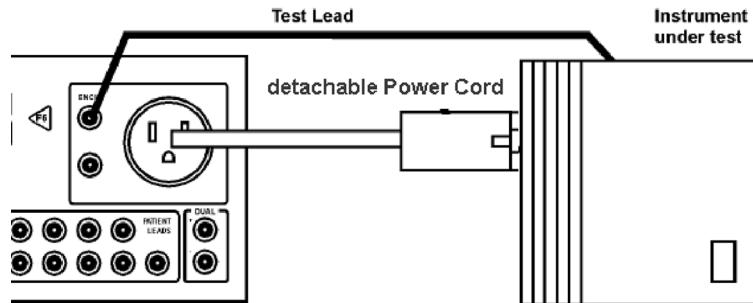 Test Lead
Instrument
under test
detachable Power Cord
F6
DUAL
PATIENT
LEADS